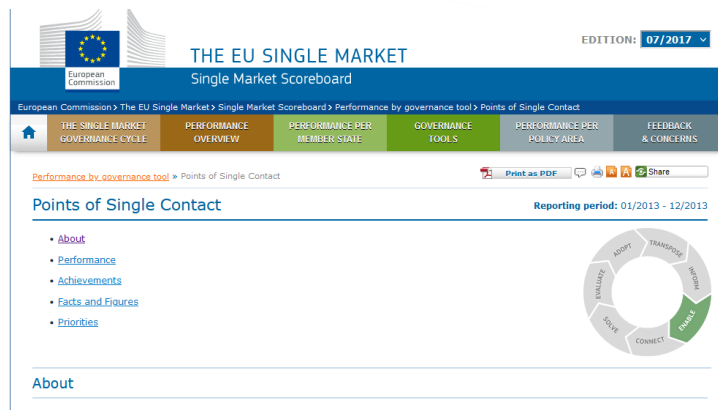 EDITION: 07/2017
THE EU SINGLE MARKET
European
Commission
Single Market Scoreboard
European Commission > The EU Single Market > Single Market Scoreboard > Performance by governance tool > Points of Single Contact
THE SINGLE MARKET
GOVERNANCE CYCLE
PERFORMANCE
OVERVIEW
PERFORMANCE PER
MEMBER STATE
GOVERNANCE
TOOLS
PERFORMANCE PER
POLICY AREA
FEEDBACK
& CONCERNS
Performance by governance tool » Points of Single Contact
Print as PDF
A
A
Share
Points of Single Contact
Reporting period: 01/2013 - 12/2013
• About
• Performance
• Achievements
• Facts and Figures
• Priorities
ADOPT
TRANSPOSE
INFORM
ENABLE
CONNECT
SOLVE
EVALUATE
About